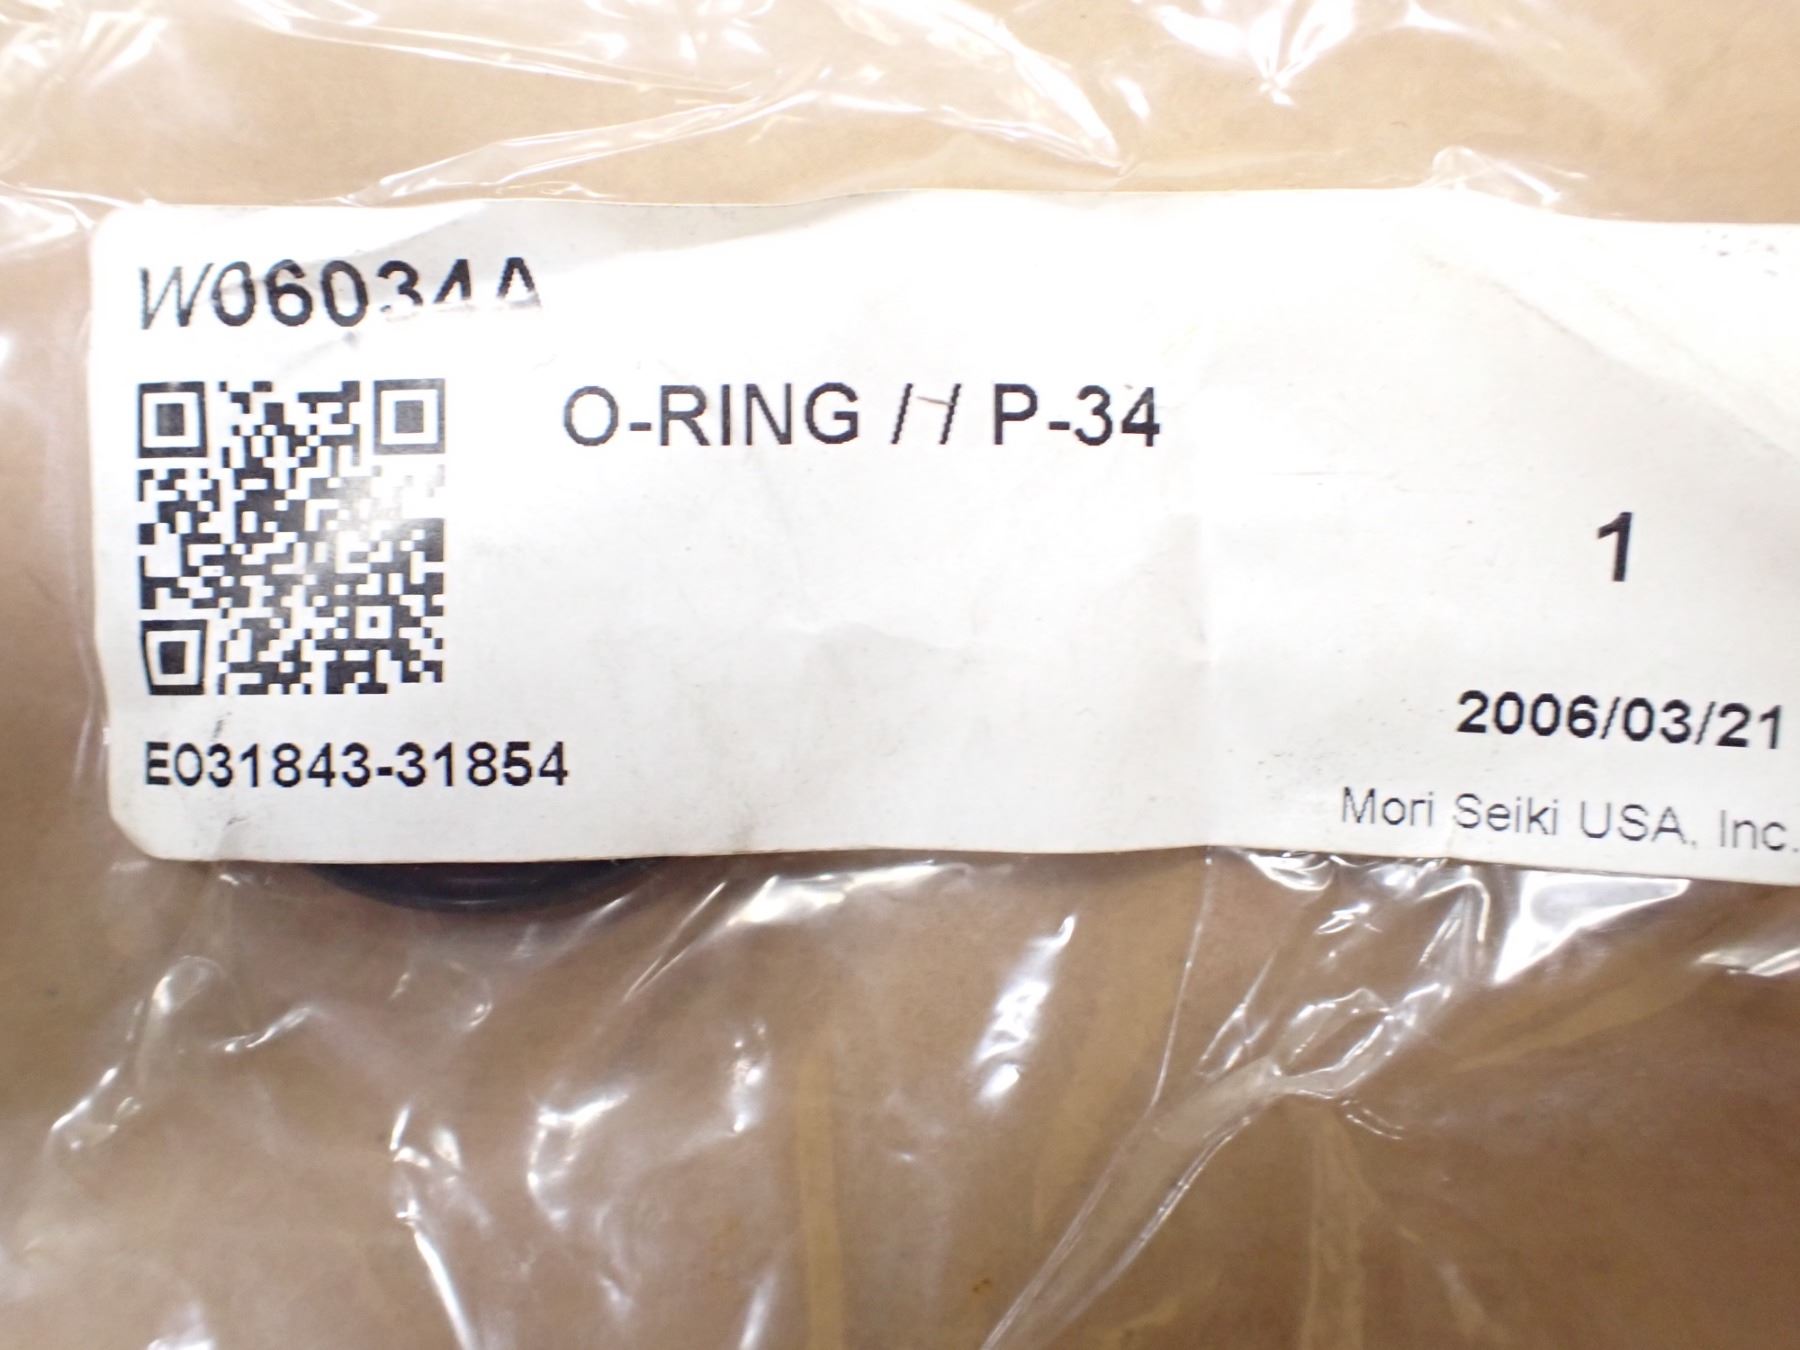 W06034A
O-RING // P-34
1
2006/03/21
E031843-31854
Mori Seiki USA, Inc.